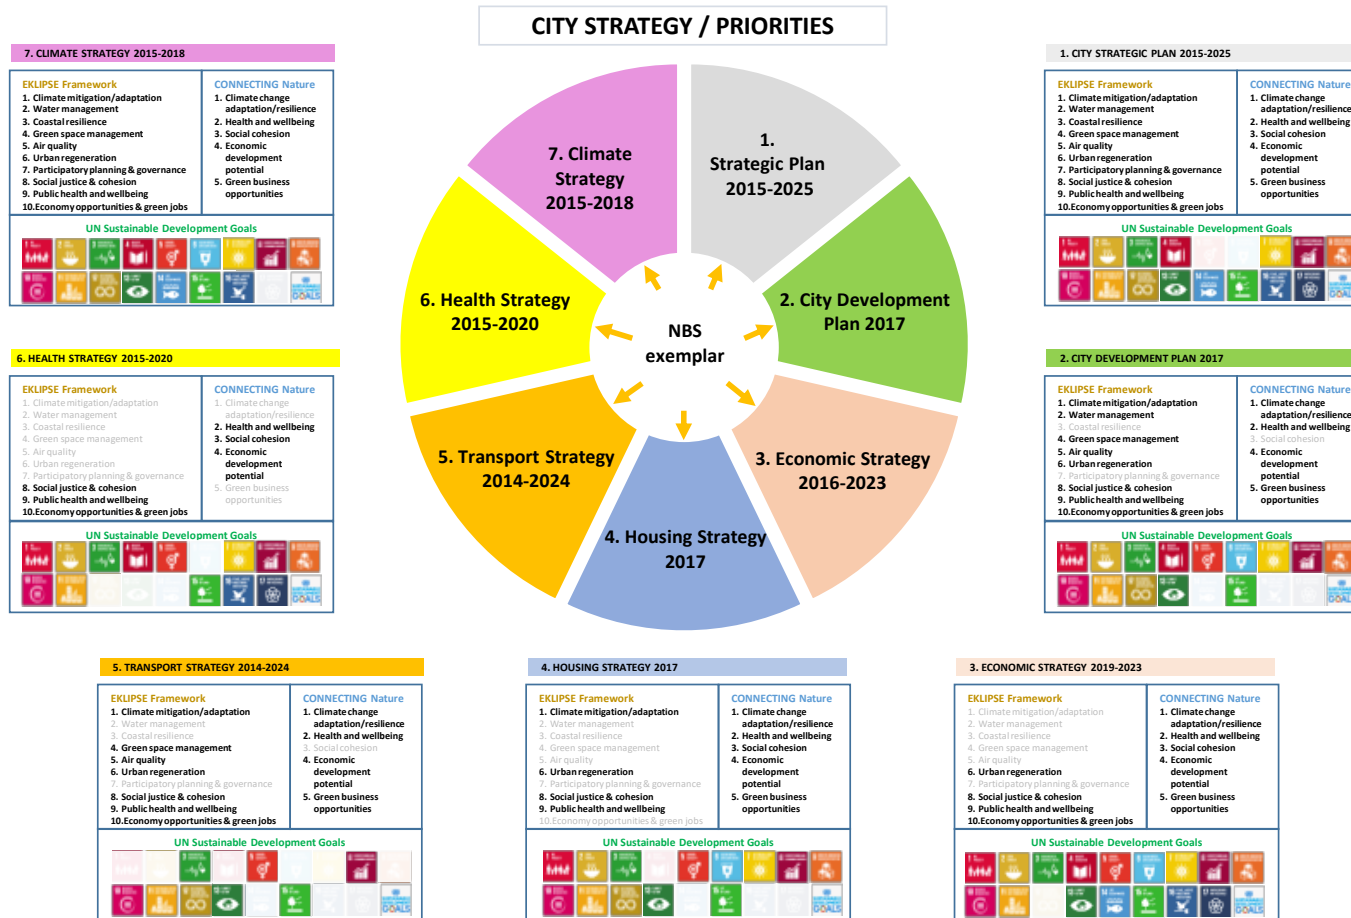 CITY STRATEGY / PRIORITIES
7. CLIMATE STRATEGY 2015-2018
EKLIPSE Framework
1. Climate mitigation/adaptation
2. Water management
3. Coastal resilience
4. Green space management
5. Air quality
6. Urban regeneration
7. Participatory planning & governance
8. Social justice & cohesion
9. Public health and wellbeing
10.Economy opportunities & green jobs
CONNECTING Nature
1. Climate change
adaptation/resilience
2. Health and wellbeing
3. Social cohesion
4. Economic
development
potential
5. Green business
opportunities
UN Sustainable Development Goals
1. CITY STRATEGIC PLAN 2015-2025
EKLIPSE Framework
1. Climate mitigation/adaptation
2. Water management
3. Coastal resilience
4. Green space management
5. Air quality
6. Urban regeneration
7. Participatory planning & governance
8. Social justice & cohesion
9. Public health and wellbeing
10.Economy opportunities & green jobs
CONNECTING Nature
1. Climate change
adaptation/resilience
2. Health and wellbeing
3. Social cohesion
4. Economic
development
potential
5. Green business
opportunities
UN Sustainable Development Goals
7. Climate
Strategy
2015-2018
1.
Strategic Plan
2015-2025
6. Health Strategy
2015-2020
2. City Development
Plan 2017
NBS
exemplar
5. Transport Strategy
2014-2024
3. Economic Strategy
2016-2023
4. Housing Strategy
2017
6. HEALTH STRATEGY 2015-2020
EKLIPSE Framework
1. Climate mitigation/adaptation
2. Water management
3. Coastal resilience
4. Green space management
5. Air quality
6. Urban regeneration
7. Participatory planning & governance
8. Social justice & cohesion
9. Public health and wellbeing
10.Economy opportunities & green jobs
CONNECTING Nature
1. Climate change
adaptation/resilience
2. Health and wellbeing
3. Social cohesion
4. Economic
development
potential
5. Green business
opportunities
UN Sustainable Development Goals
2. CITY DEVELOPMENT PLAN 2017
EKLIPSE Framework
1. Climate mitigation/adaptation
2. Water management
3. Coastal resilience
4. Green space management
5. Air quality
6. Urban regeneration
7. Participatory planning & governance
8. Social justice & cohesion
9. Public health and wellbeing
10.Economy opportunities & green jobs
CONNECTING Nature
1. Climate change
adaptation/resilience
2. Health and wellbeing
3. Social cohesion
4. Economic
development
potential
5. Green business
opportunities
UN Sustainable Development Goals
5. TRANSPORT STRATEGY 2014-2024
EKLIPSE Framework
1. Climate mitigation/adaptation
2. Water management
3. Coastal resilience
4. Green space management
5. Air quality
6. Urban regeneration
7. Participatory planning & governance
8. Social justice & cohesion
9. Public health and wellbeing
10.Economy opportunities & green jobs
CONNECTING Nature
1. Climate change
adaptation/resilience
2. Health and wellbeing
3. Social cohesion
4. Economic
development
potential
5. Green business
opportunities
UN Sustainable Development Goals
4. HOUSING STRATEGY 2017
EKLIPSE Framework
1. Climate mitigation/adaptation
2. Water management
3. Coastal resilience
4. Green space management
5. Air quality
6. Urban regeneration
7. Participatory planning & governance
8. Social justice & cohesion
9. Public health and wellbeing
10.Economy opportunities & green jobs
CONNECTING Nature
1. Climate change
adaptation/resilience
2. Health and wellbeing
3. Social cohesion
4. Economic
development
potential
5. Green business
opportunities
UN Sustainable Development Goals
3. ECONOMIC STRATEGY 2019-2023
EKLIPSE Framework
1. Climate mitigation/adaptation
2. Water management
3. Coastal resilience
4. Green space management
5. Air quality
6. Urban regeneration
7. Participatory planning & governance
8. Social justice & cohesion
9. Public health and wellbeing
10.Economy opportunities & green jobs
CONNECTING Nature
1. Climate change
adaptation/resilience
2. Health and wellbeing
3. Social cohesion
4. Economic
development
potential
5. Green business
opportunities
UN Sustainable Development Goals